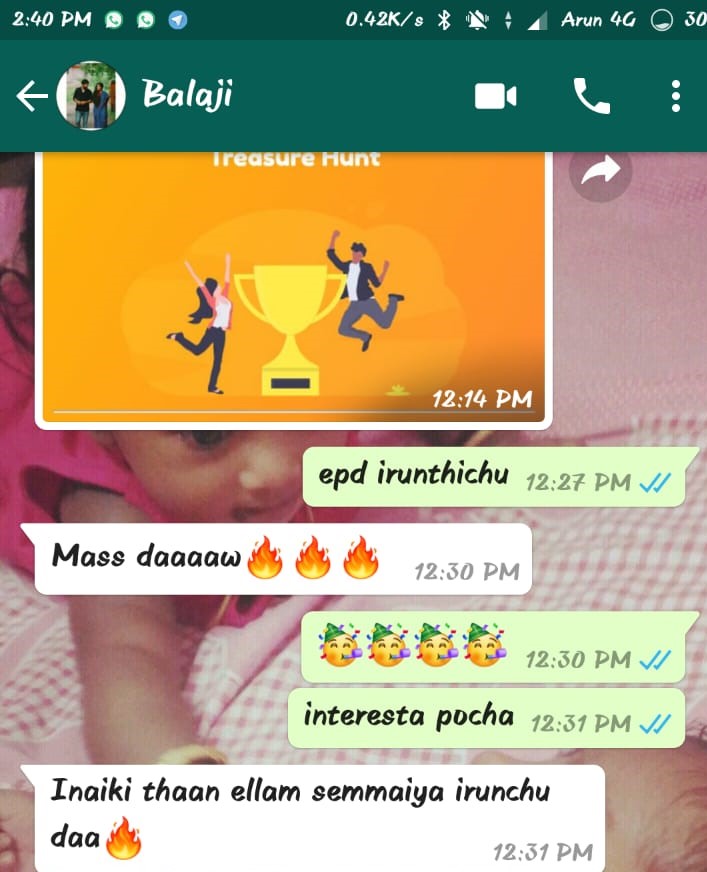 2:40 PM 0.42K/s Arun 4G 30
Balaji
Treasure Hunt
12:14 PM
epd irunthichu 12:27 PM
Mass daaaaw🔥🔥🔥 12:30 PM
🥳🥳🥳🥳 12:30 PM
interesta pocha 12:31 PM
Inaiki thaan ellam semmaiya irunchu
daa🔥 12:31 PM